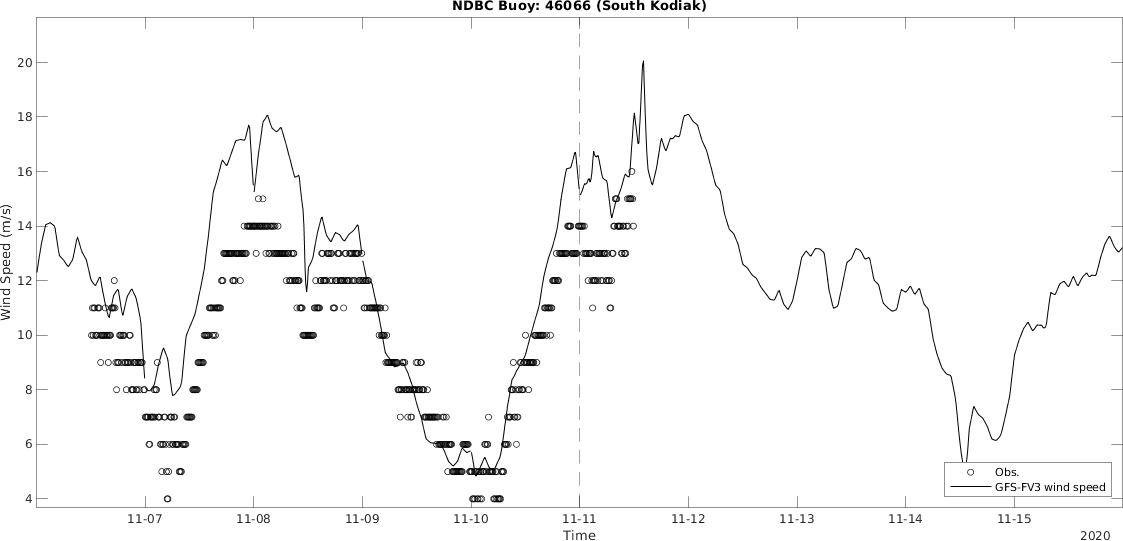 NDBC Buoy: 46066 (South Kodiak)
Wind Speed (m/s)
20
18
16
14
12
10
8
6
4
11-07 11-08 11-09 11-10 11-11 11-12 11-13 11-14 11-15
Time
2020
Obs.
GFS-FV3 wind speed